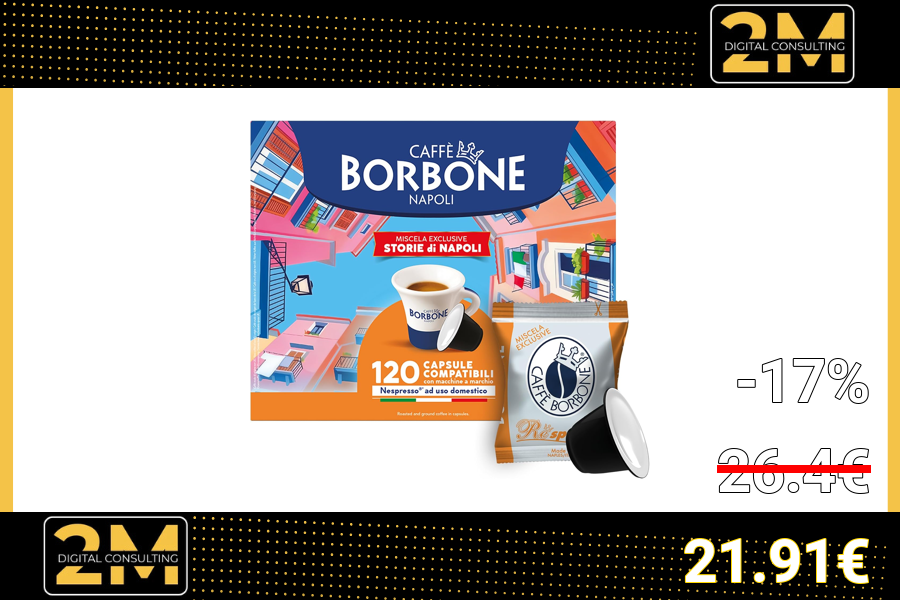 2M
DIGITAL CONSULTING
CAFFÈ
BORBONE
NAPOLI
MISCELA EXCLUSIVE
STORIE di NAPOLI
BORBONE
120 CAPSULE
COMPATIBILI
con macchine a marchio
Nespresso®* ad uso domestico
Roasted and ground coffee in capsules
MISCELA
EXCLUSIVE
CAFFÈ BORBONE
-17%
26.4€
2M
DIGITAL CONSULTING
21.91€